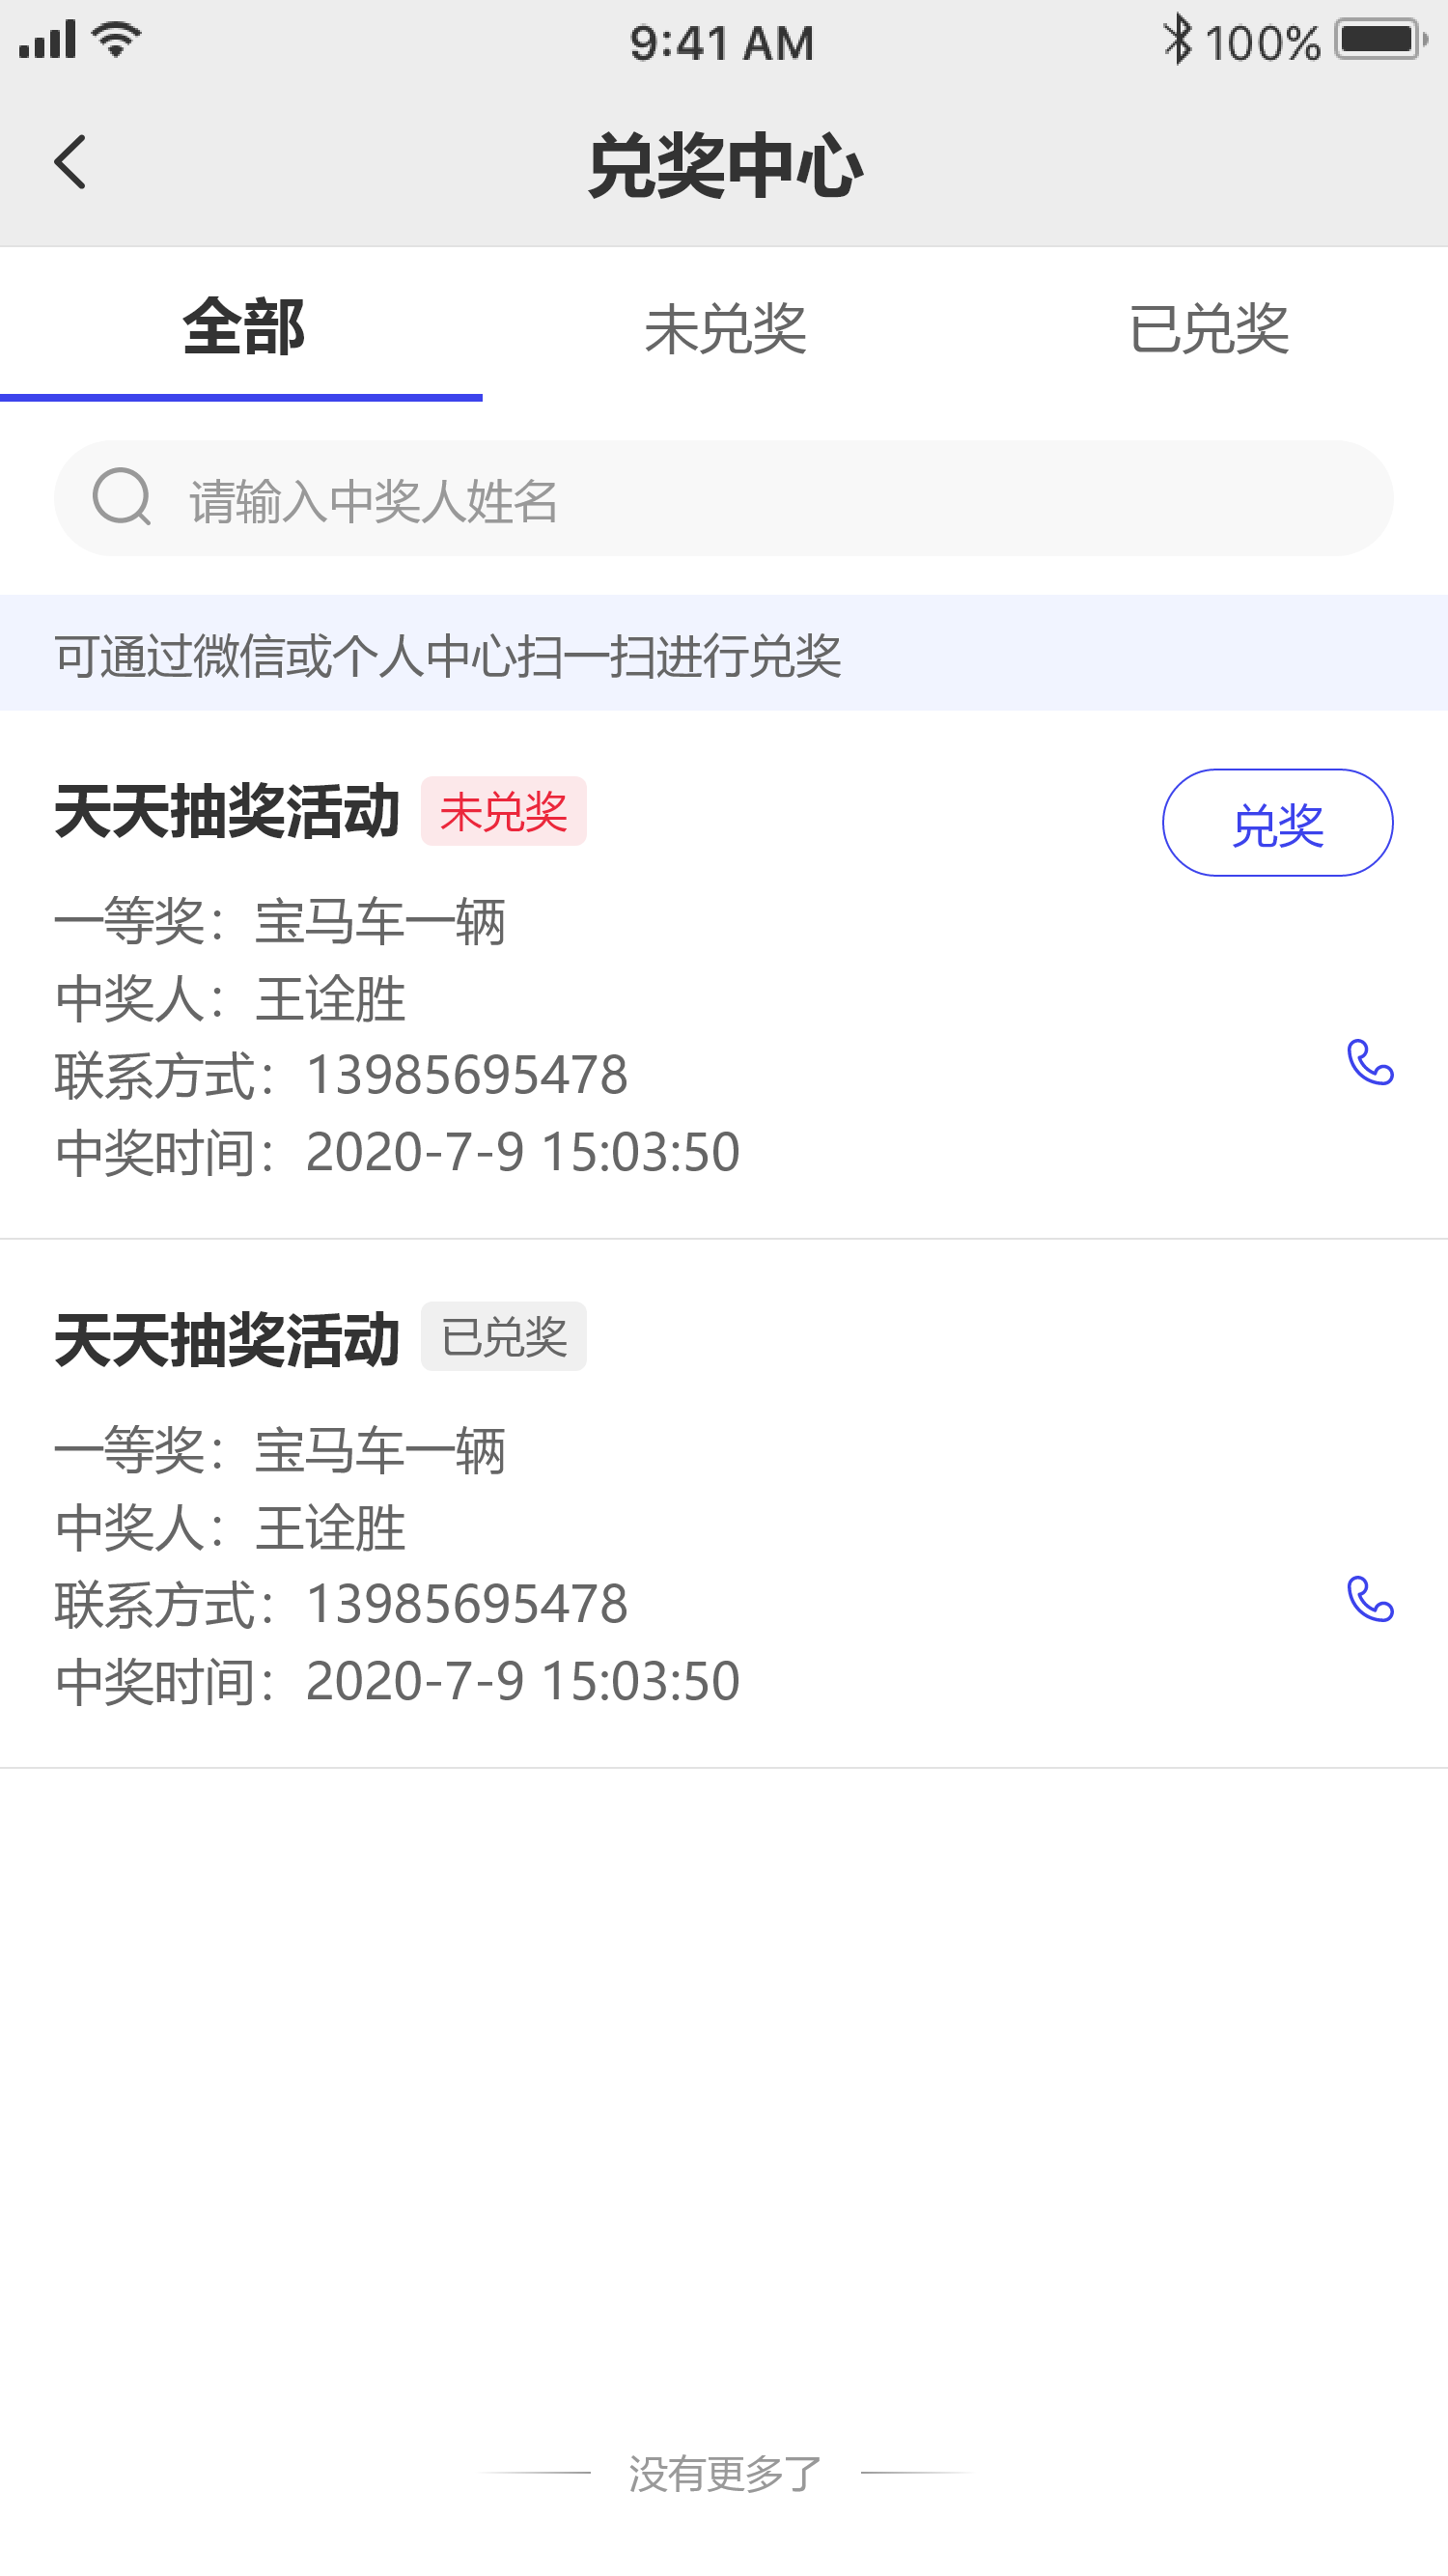 9:41 AM
100%
兑奖中心
全部
未兑奖
已兑奖
请输入中奖人姓名
可通过微信或个人中心扫一扫进行兑奖
天天抽奖活动 未兑奖
兑奖
一等奖：宝马车一辆
中奖人：王诠胜
联系方式：13985695478
中奖时间：2020-7-9 15:03:50
天天抽奖活动 已兑奖
一等奖：宝马车一辆
中奖人：王诠胜
联系方式：13985695478
中奖时间：2020-7-9 15:03:50
没有更多了